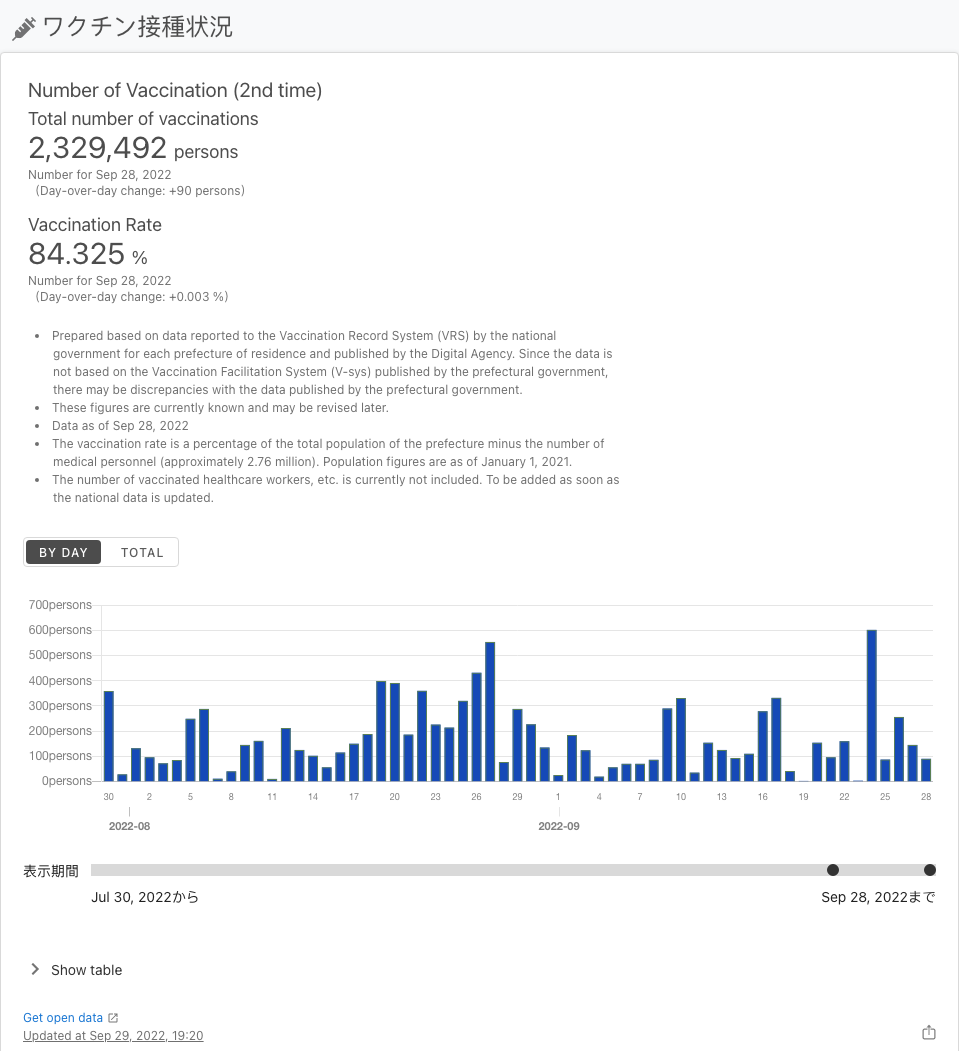 ワクチン接種状況
Number of Vaccination (2nd time)
Total number of vaccinations
2,329,492 persons
Number for Sep 28, 2022
(Day-over-day change: +90 persons)
Vaccination Rate
84.325 %
Number for Sep 28, 2022
(Day-over-day change: +0.003 %)
• Prepared based on data reported to the Vaccination Record System (VRS) by the national
government for each prefecture of residence and published by the Digital Agency. Since the data is
not based on the Vaccination Facilitation System (V-sys) published by the prefectural government,
there may be discrepancies with the data published by the prefectural government.
• These figures are currently known and may be revised later.
• Data as of Sep 28, 2022
• The vaccination rate is a percentage of the total population of the prefecture minus the number of
medical personnel (approximately 2.76 million). Population figures are as of January 1, 2021.
• The number of vaccinated healthcare workers, etc. is currently not included. To be added as soon as
the national data is updated.
BY DAY TOTAL
700persons
600persons
500persons
400persons
300persons
200persons
100persons
0persons
30 2 5 8 11 14 17 20 23 26 29 1 4 7 10 13 16 19 22 25 28
2022-08 2022-09
表示期間
Jul 30, 2022から Sep 28, 2022まで
Show table
Get open data
Updated at Sep 29, 2022, 19:20